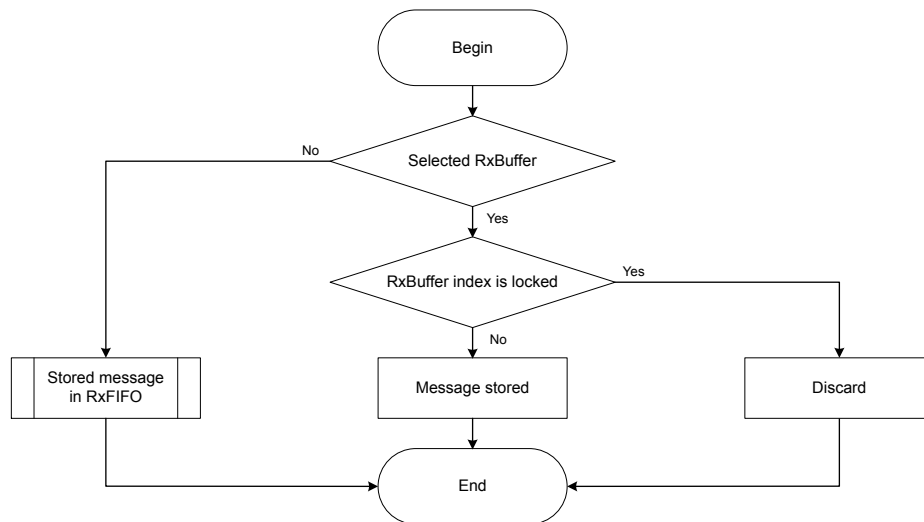 Begin
No
Selected RxBuffer
Yes
RxBuffer index is locked
Yes
No
Stored message
in RxFIFO
Message stored
Discard
End